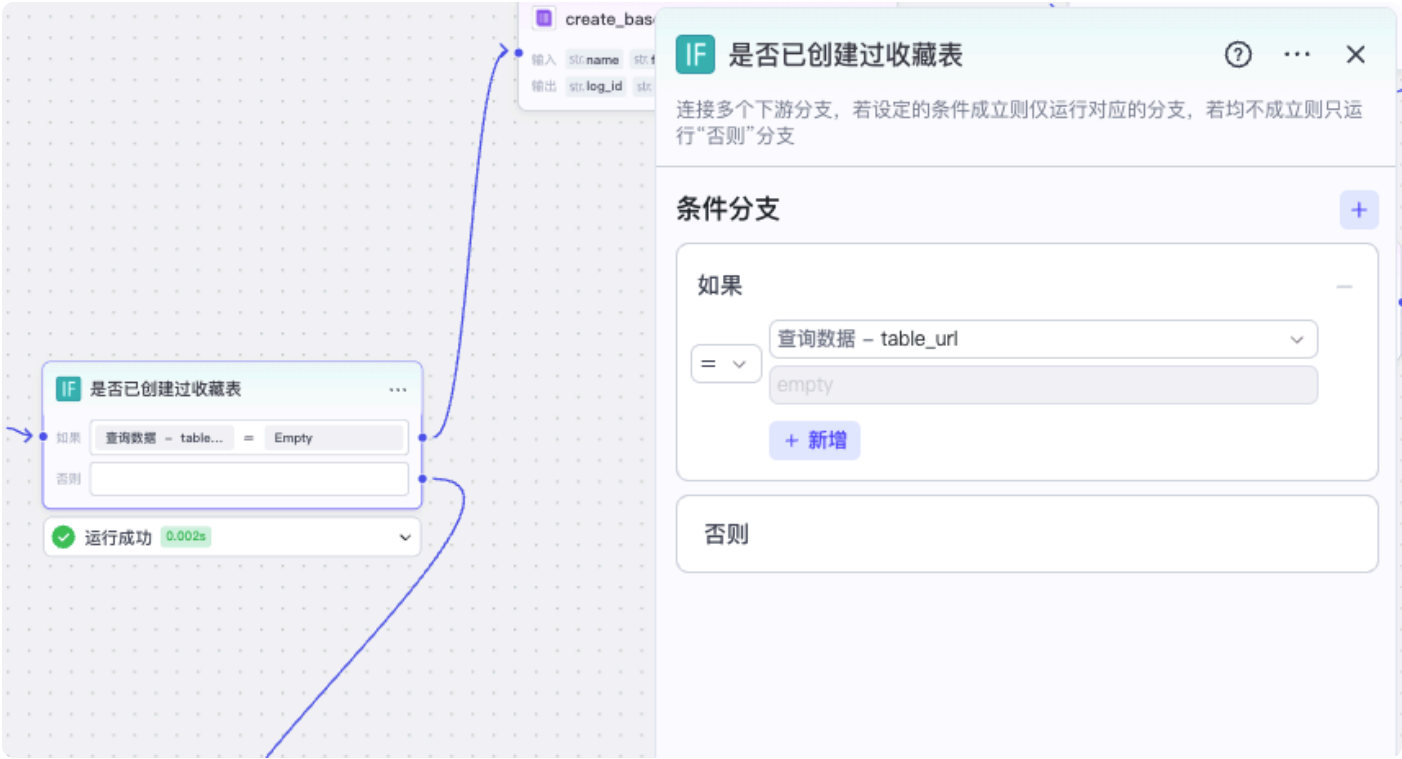 create_bas
输入 str. name str.
输出 str. log_id str.
IF 是否已创建过收藏表 ...
如果 查询数据 – table... = Empty
否则
运行成功 0.002s
IF 是否已创建过收藏表
连接多个下游分支，若设定的条件成立则仅运行对应的分支，若均不成立则只运
行“否则”分支
条件分支
+
如果
查询数据 – table_url
=
empty
+ 新增
否则